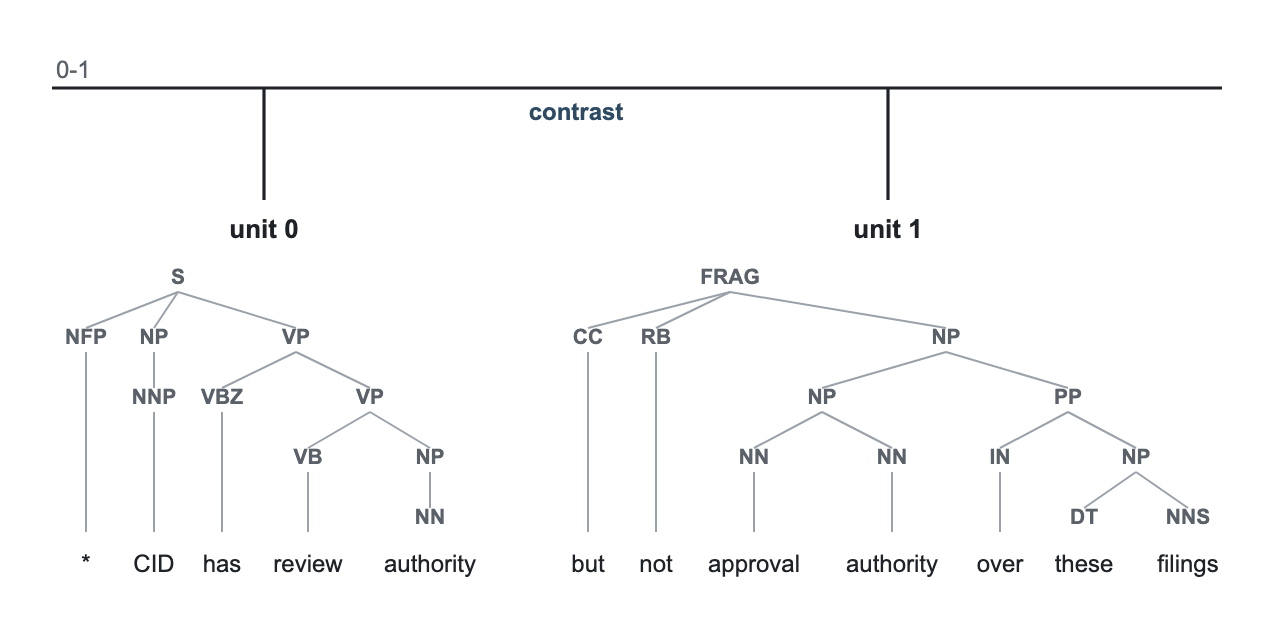 0-1
contrast
unit 0 unit 1
S FRAG
NFP NP VP CC RB NP
NNP VBZ VP NP PP
VB NP NN NN IN NP
NN DT NNS
* CID has review authority but not approval authority over these filings